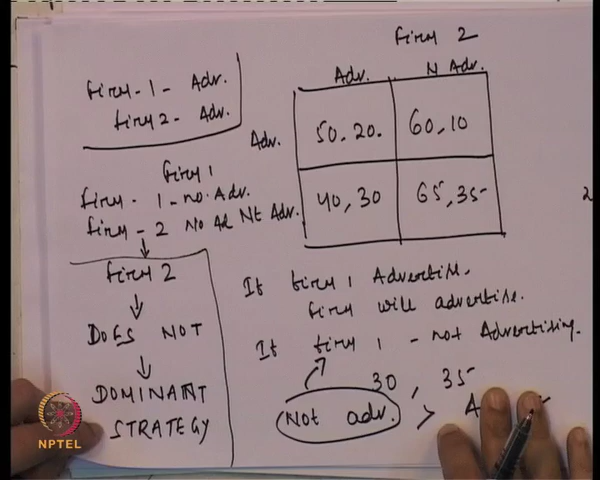 firm 2
Adv. N Adv.
firm-1- Adv.
firm 2 - Adv.
Adv. 50,20. 60,10
firm 1
firm - 1-no. Adv.
firm - 2 No Ad
Nt Adv. 40,30 65,35
firm 2
DOES NOT
DOMINANT
STRATEGY
If firm 1 Advertise.
firm will advertise.
If firm 1 - not Advertising.
30, 35
Not adv. >
NPTEL
2